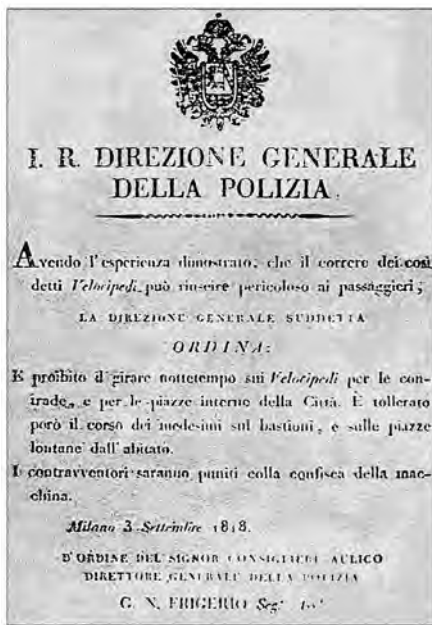 I. R. DIREZIONE GENERALE
DELLA POLIZIA.
Avendo l'esperienza dimostrato, che il correre dei così
detti Velocipedi può riuscire pericoloso ai passaggieri;
LA DIREZIONE GENERALE SUDDETTA
ORDINA:
E proibito d'girare nottetempo sui Velocipedi per le con-
trade, e per le piazze interne della Città. È tollerato
però il corso dei medesimi sui bastioni, e sulle piazze
lontane dall'abitato.
I contravventori saranno puniti colla confisca della mac-
china.
Milano 3 Settembre 1818.
D'ORDINE DEL SIGNOR CONSIGLIERE AULICO
DIRETTORE GENERALE DELLA POLIZIA
G. N. FRIGERIO Seg.